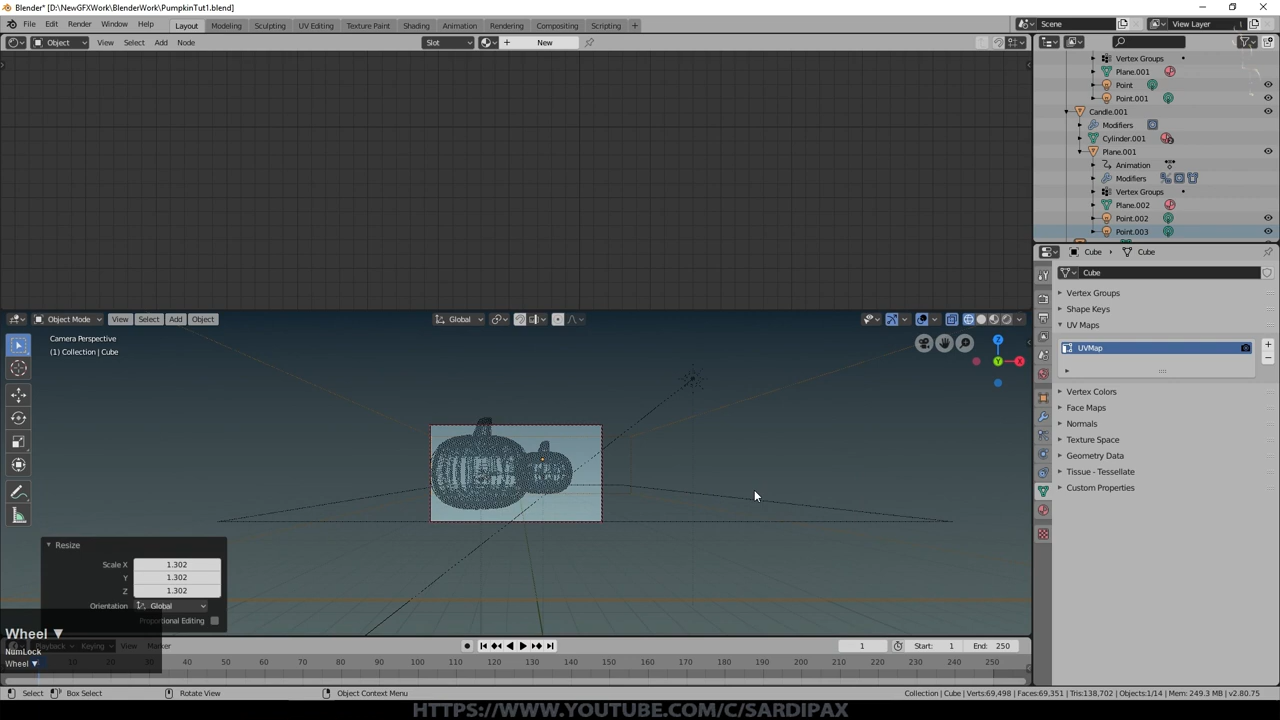 Blender* [D:\NewGFXWork\BlenderWork\PumpkinTut1.blend]
File Edit Render Window Help Layout Modeling Sculpting UV Editing Texture Paint Shading Animation Rendering Compositing Scripting + Scene View Layer
Object View Select Add Node Slot New
Vertex Groups
Plane.001
Point
Point.001
Candle.001
Modifiers
Cylinder.001
Plane.001
Animation
Modifiers
Vertex Groups
Plane.002
Point.002
Point.003
Cube Cube
Cube
Vertex Groups
Shape Keys
UV Maps
UVMap
Vertex Colors
Face Maps
Normals
Texture Space
Geometry Data
Tissue - Tessellate
Custom Properties
Object Mode View Select Add Object Global
Camera Perspective
(1) Collection | Cube
Z
X
Y
Resize
Scale X 1.302
Y 1.302
Z 1.302
Orientation Global
Proportional Editing
Wheel ▼
NumLock
Wheel ▼
Playback Keying View Marker 1 Start: 1 End: 250
10 20 30 40 50 60 70 80 90 100 110 120 130 140 150 160 170 180 190 200 210 220 230 240 250
Select Box Select Rotate View Object Context Menu Collection | Cube | Verts:69,498 | Faces:69,351 | Tris:138,702 | Objects:1/14 | Mem: 249.3 MB | v2.80.75
HTTPS://WWW.YOUTUBE.COM/C/SARDIPAX